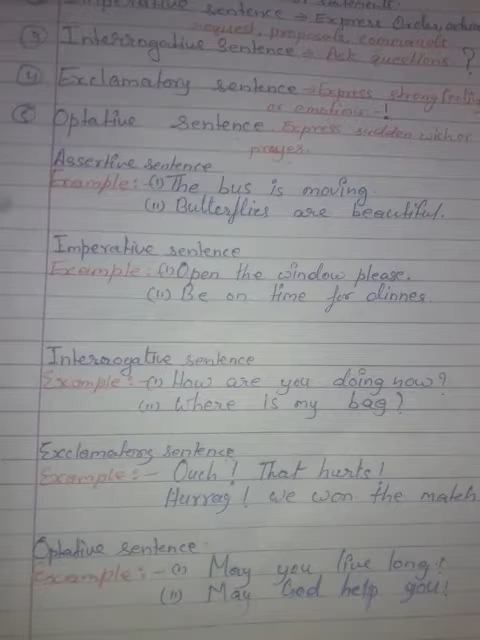 Imperative sentence → Express Order, advice
request, proposals, commands
③ Interrogative sentence → Ask questions ?
④ Exclamatory sentence → Express strong feeling
or emotions - !
⑤ Optative sentence. Express sudden wish or
prayer.
Assertive sentence
Example:- (i) The bus is moving.
(ii) Butterflies are beautiful.
Imperative sentence
Example:- (i) Open the window please.
(ii) Be on time for dinner.
Interrogative sentence
Example:- (i) How are you doing now?
(ii) Where is my bag?
Exclamatory sentence
Example:- Ouch! That hurts!
Hurray! we won the match
Optative sentence
Example:- (i) May you live long!
(ii) May God help you!